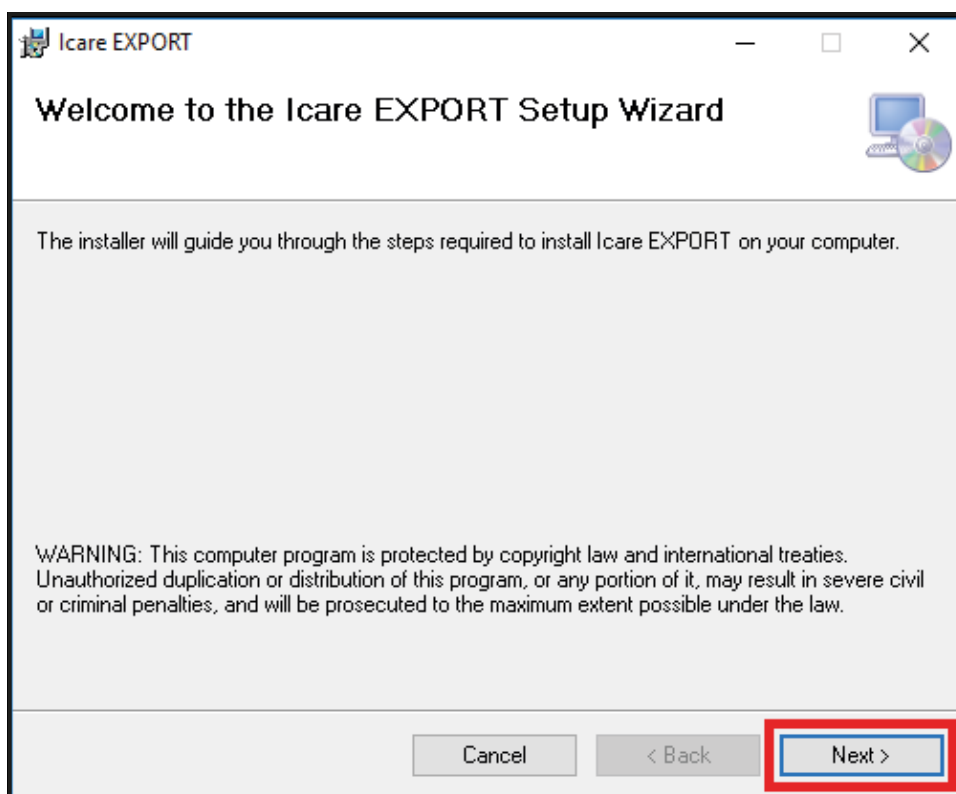 Icare EXPORT
Welcome to the Icare EXPORT Setup Wizard
The installer will guide you through the steps required to install Icare EXPORT on your computer.
WARNING: This computer program is protected by copyright law and international treaties.
Unauthorized duplication or distribution of this program, or any portion of it, may result in severe civil
or criminal penalties, and will be prosecuted to the maximum extent possible under the law.
Cancel < Back Next >